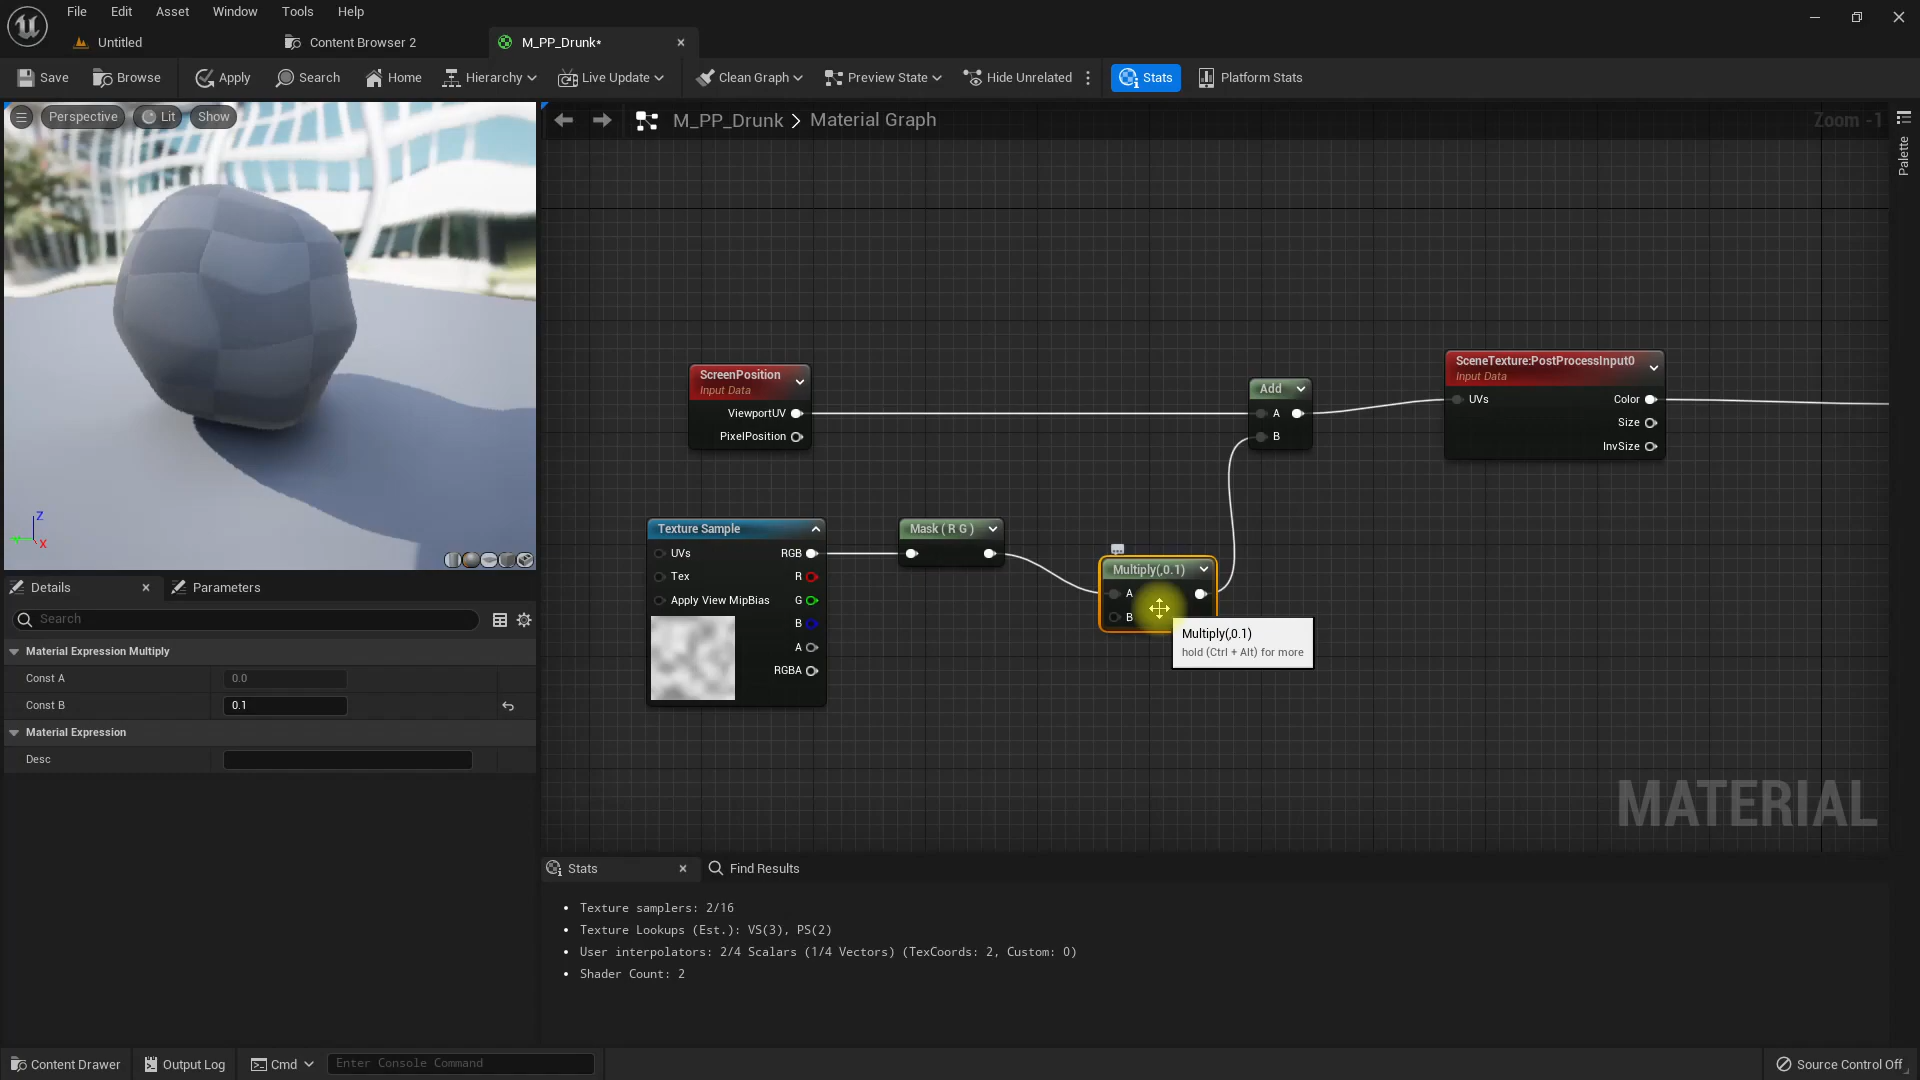 File Edit Asset Window Tools Help
Untitled Content Browser 2 M_PP_Drunk*
Save Browse Apply Search Home Hierarchy Live Update Clean Graph Preview State Hide Unrelated Stats Platform Stats
Perspective Lit Show
M_PP_Drunk Material Graph
Zoom -1
Palette
ScreenPosition
Input Data
ViewportUV
PixelPosition
Add
A
B
SceneTexture:PostProcessInput0
Input Data
UVs Color
Size
InvSize
Texture Sample
UVs RGB
Tex R
Apply View MipBias G
B
A
RGBA
Mask ( R G )
Multiply(,0.1)
A
B
Multiply(,0.1)
hold (Ctrl + Alt) for more
MATERIAL
Z
X
Details Parameters
Search
Material Expression Multiply
Const A 0.0
Const B 0.1
Material Expression
Desc
Stats Find Results
• Texture samplers: 2/16
• Texture Lookups (Est.): VS(3), PS(2)
• User interpolators: 2/4 Scalars (1/4 Vectors) (TexCoords: 2, Custom: 0)
• Shader Count: 2
Content Drawer Output Log Cmd Enter Console Command Source Control Off